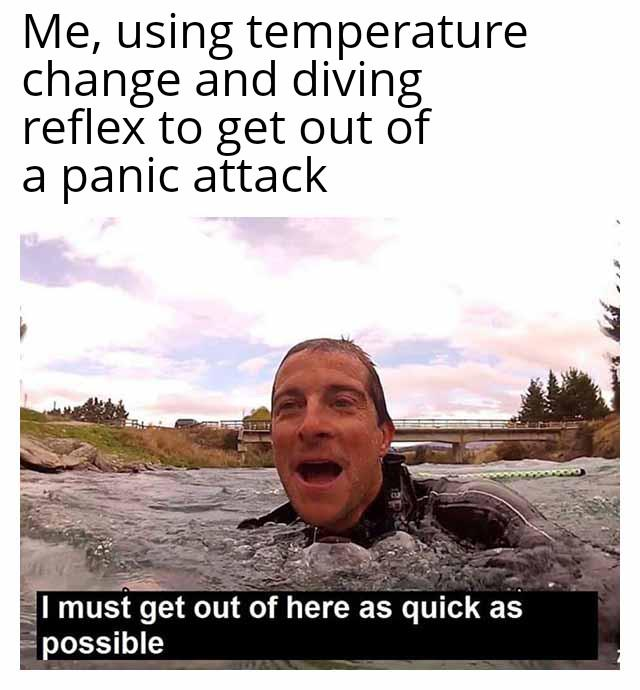 Me, using temperature
change and diving
reflex to get out of
a panic attack
I must get out of here as quick as
possible